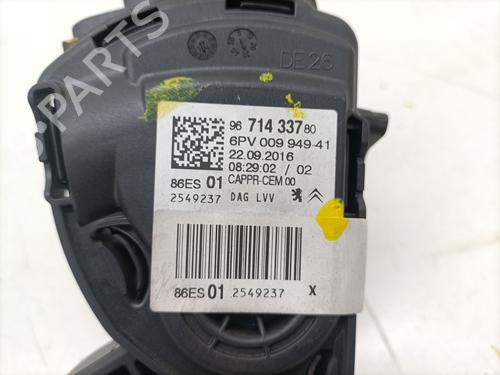 DE26
96 714 337 80
6PV 009 949-41
22.09.2016
08:29:02 / 02
86ES 01 CAPPR-CEM 00
2549237 DAG LVV
86ES 01 2549237 X